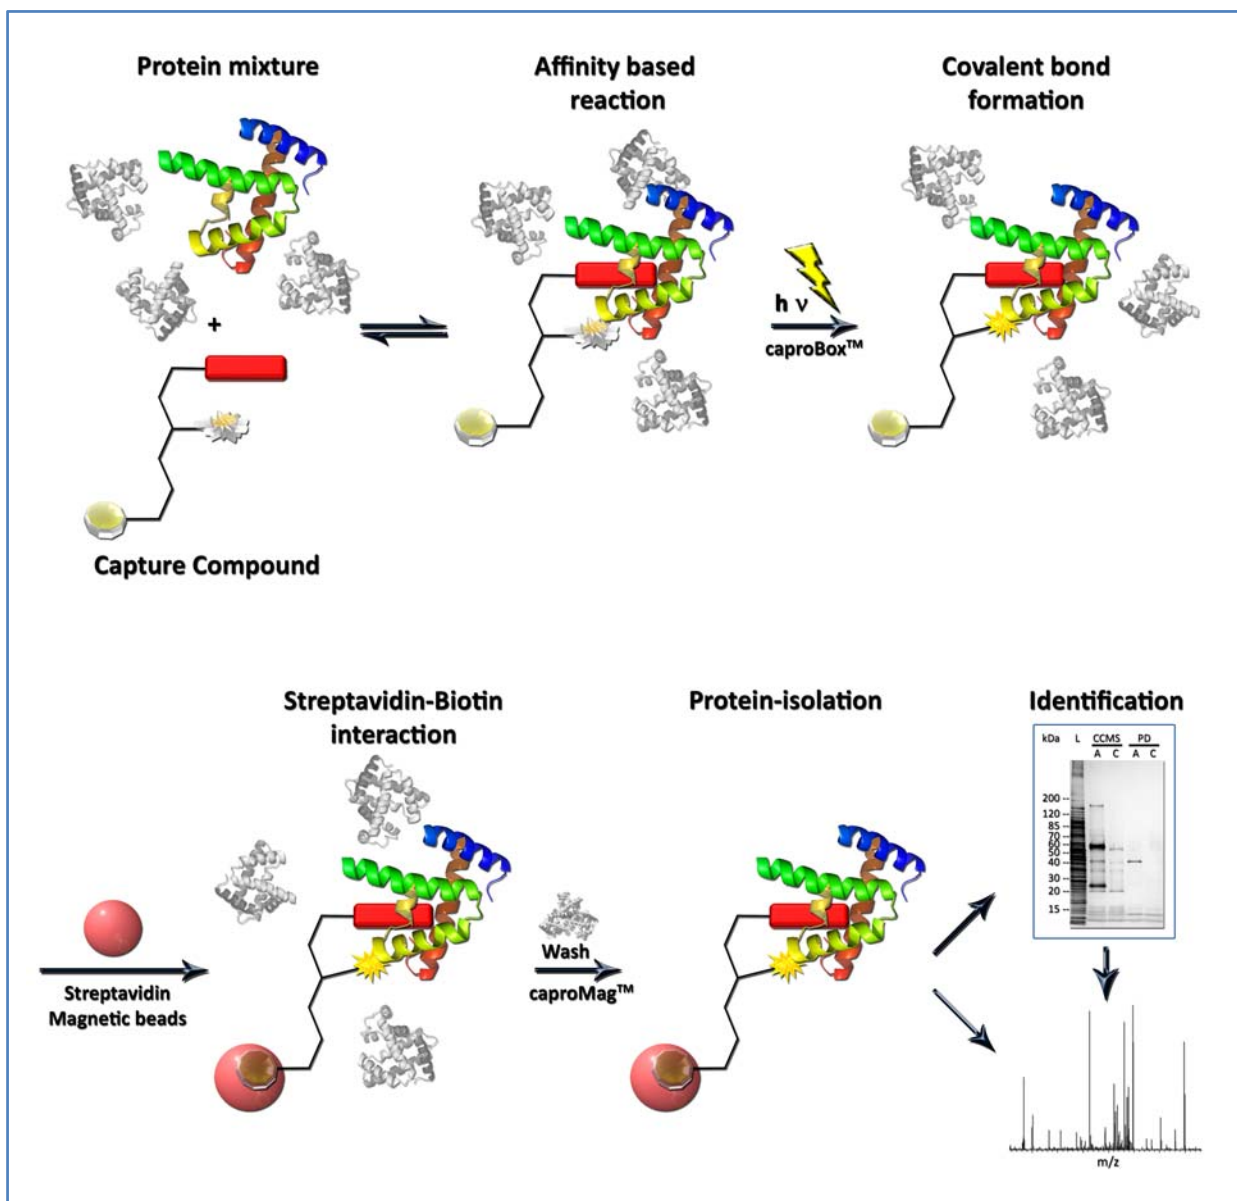 Protein mixture
Affinity based
reaction
Covalent bond
formation
+
h ν
caproBox™
Capture Compound
Streptavidin-Biotin
interaction
Protein-isolation
Identification
kDa L CCMS PD
A C A C
200
120
85
70
60
50
40
30
20
15
Wash
caproMag™
Streptavidin
Magnetic beads
m/z